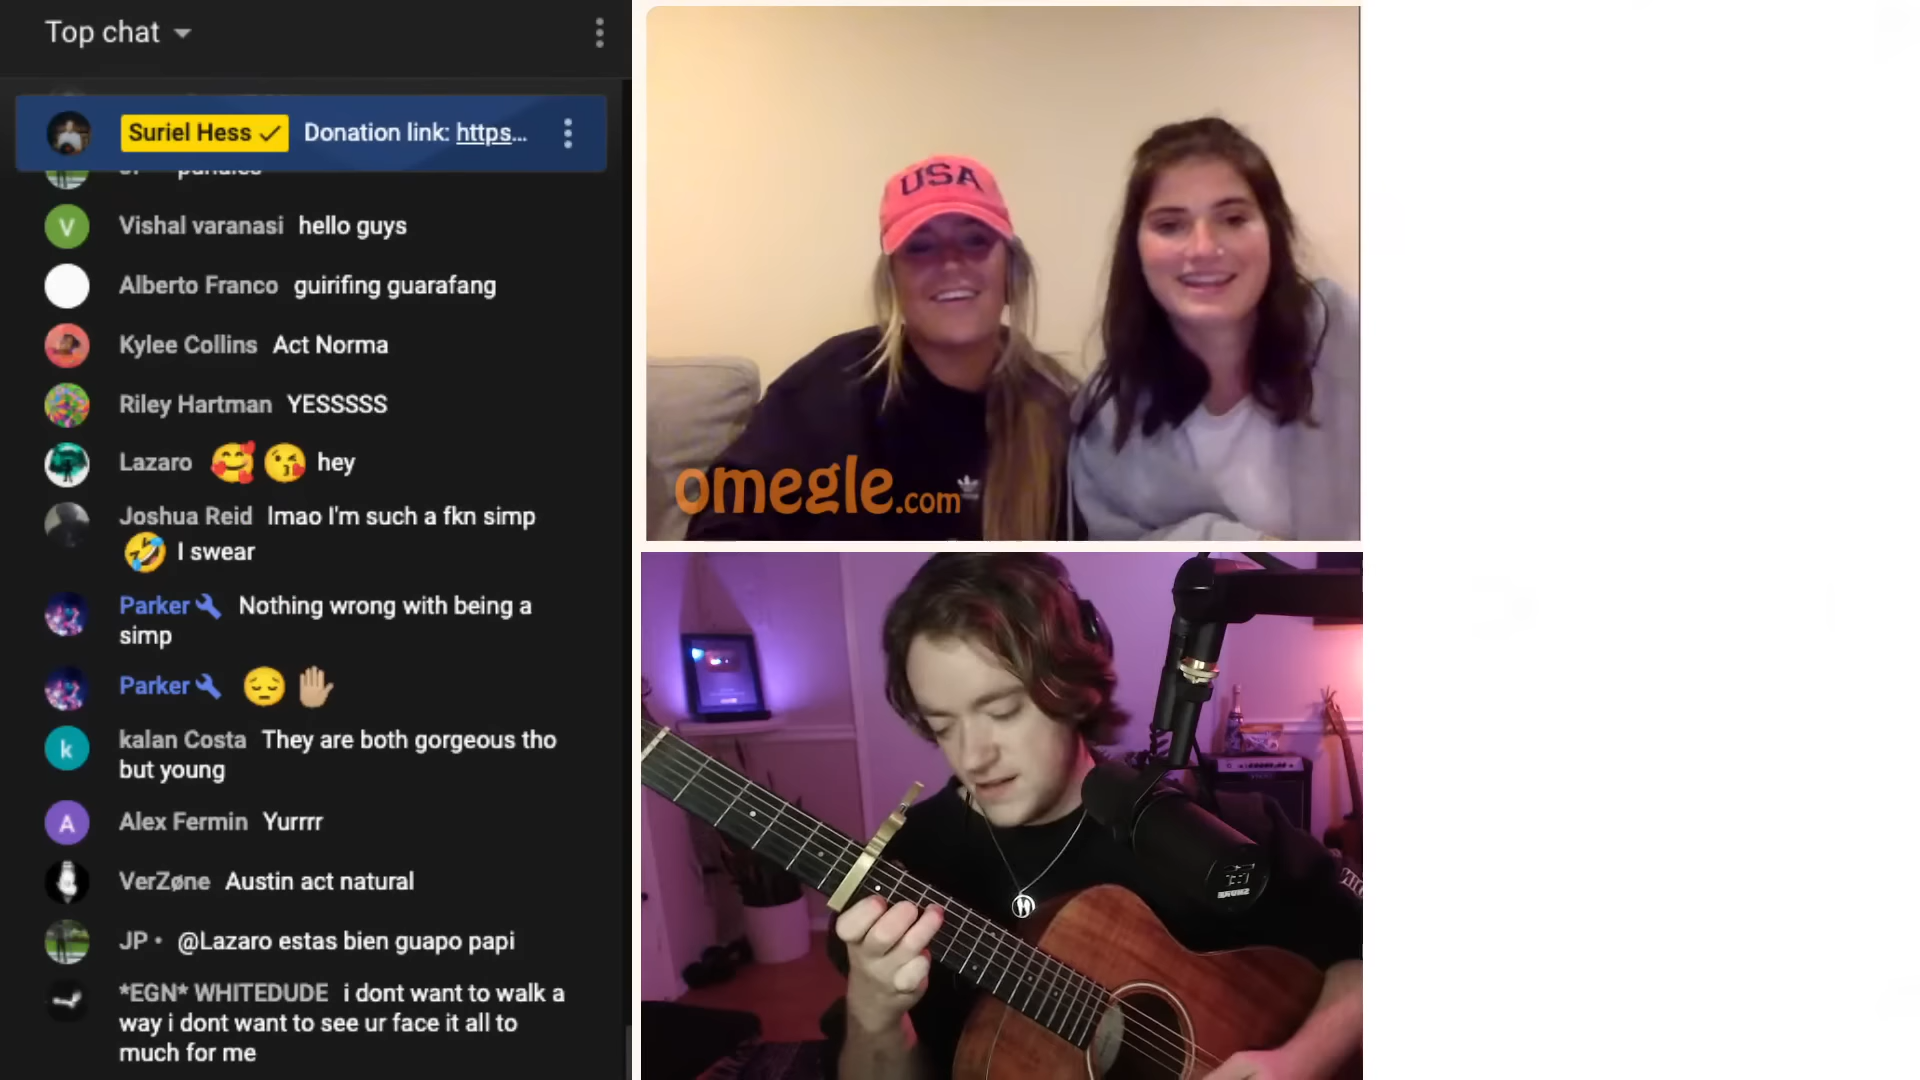 Top chat
Suriel Hess Donation link: https...
Vishal varanasi hello guys
Alberto Franco guirifing guarafang
Kylee Collins Act Norma
Riley Hartman YESSSSS
Lazaro 🥰😘 hey
Joshua Reid lmao I'm such a fkn simp
🤣 I swear
Parker Nothing wrong with being a
simp
Parker 😔🤚🏼
k
kalan Costa They are both gorgeous tho
but young
A
Alex Fermin Yurrrr
VerZøne Austin act natural
JP • @Lazaro estas bien guapo papi
*EGN* WHITEDUDE i dont want to walk a
way i dont want to see ur face it all to
much for me
V
USA
omegle.com